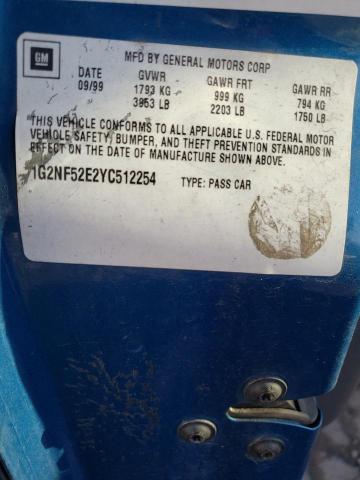 GM
MFD BY GENERAL MOTORS CORP
DATE GVWR GAWR FRT GAWR RR
09/99 1793 KG 999 KG 794 KG
3953 LB 2203 LB 1750 LB
THIS VEHICLE CONFORMS TO ALL APPLICABLE U.S. FEDERAL MOTOR
VEHICLE SAFETY, BUMPER, AND THEFT PREVENTION STANDARDS IN
EFFECT ON THE DATE OF MANUFACTURE SHOWN ABOVE.
1G2NF52E2YC512254 TYPE: PASS CAR